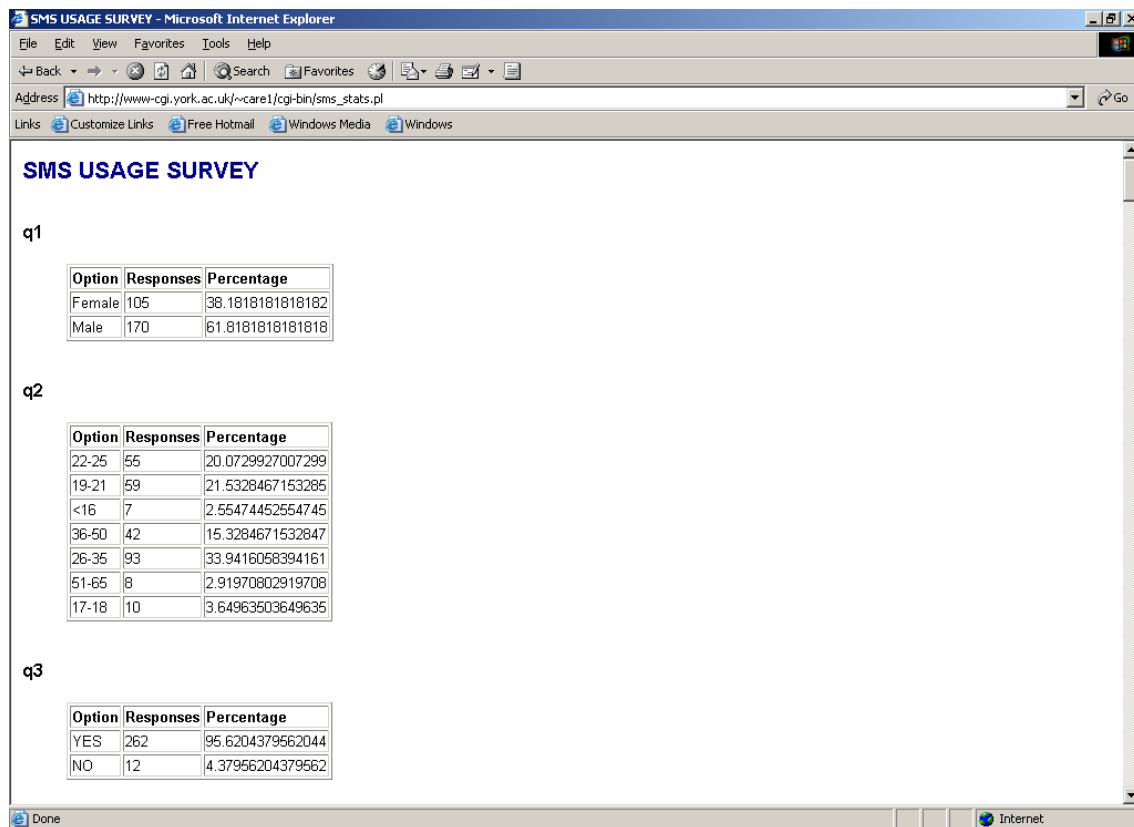 SMS USAGE SURVEY - Microsoft Internet Explorer
File Edit View Favorites Tools Help
Back Search Favorites
Address http://www-cgi.york.ac.uk/~care1/cgi-bin/sms_stats.pl Go
Links Customize Links Free Hotmail Windows Media Windows
SMS USAGE SURVEY
q1
Option Responses Percentage
Female 105 38.1818181818182
Male 170 61.8181818181818
q2
Option Responses Percentage
22-25 55 20.0729927007299
19-21 59 21.5328467153285
<16 7 2.55474452554745
36-50 42 15.3284671532847
26-35 93 33.9416058394161
51-65 8 2.91970802919708
17-18 10 3.64963503649635
q3
Option Responses Percentage
YES 262 95.6204379562044
NO 12 4.37956204379562
Done Internet